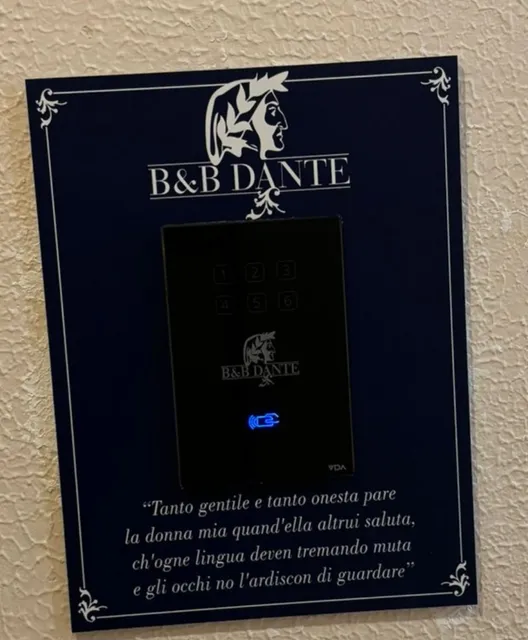 B&B DANTE
1 2 3
4 5 6
B&B DANTE
VDA
“Tanto gentile e tanto onesta pare
la donna mia quand'ella altrui saluta,
ch'ogne lingua deven tremando muta
e gli occhi no l'ardiscon di guardare”